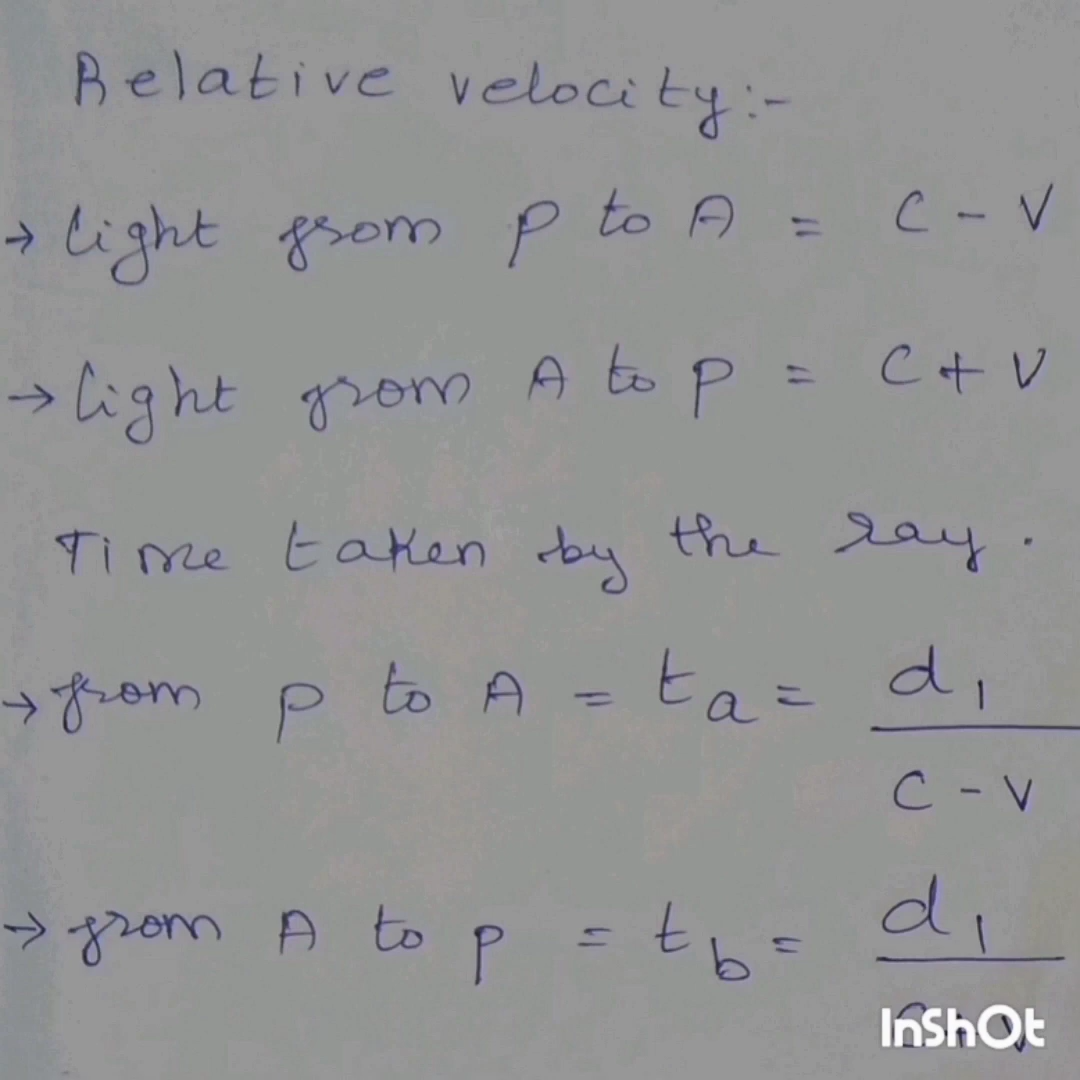 Relative velocity:-
→ light from P to A = C - V
→ light from A to P = C + V
Time taken by the ray.
→ from P to A = ta = d1
C - V
→ from A to P = tb = d1
C + V
InShOt